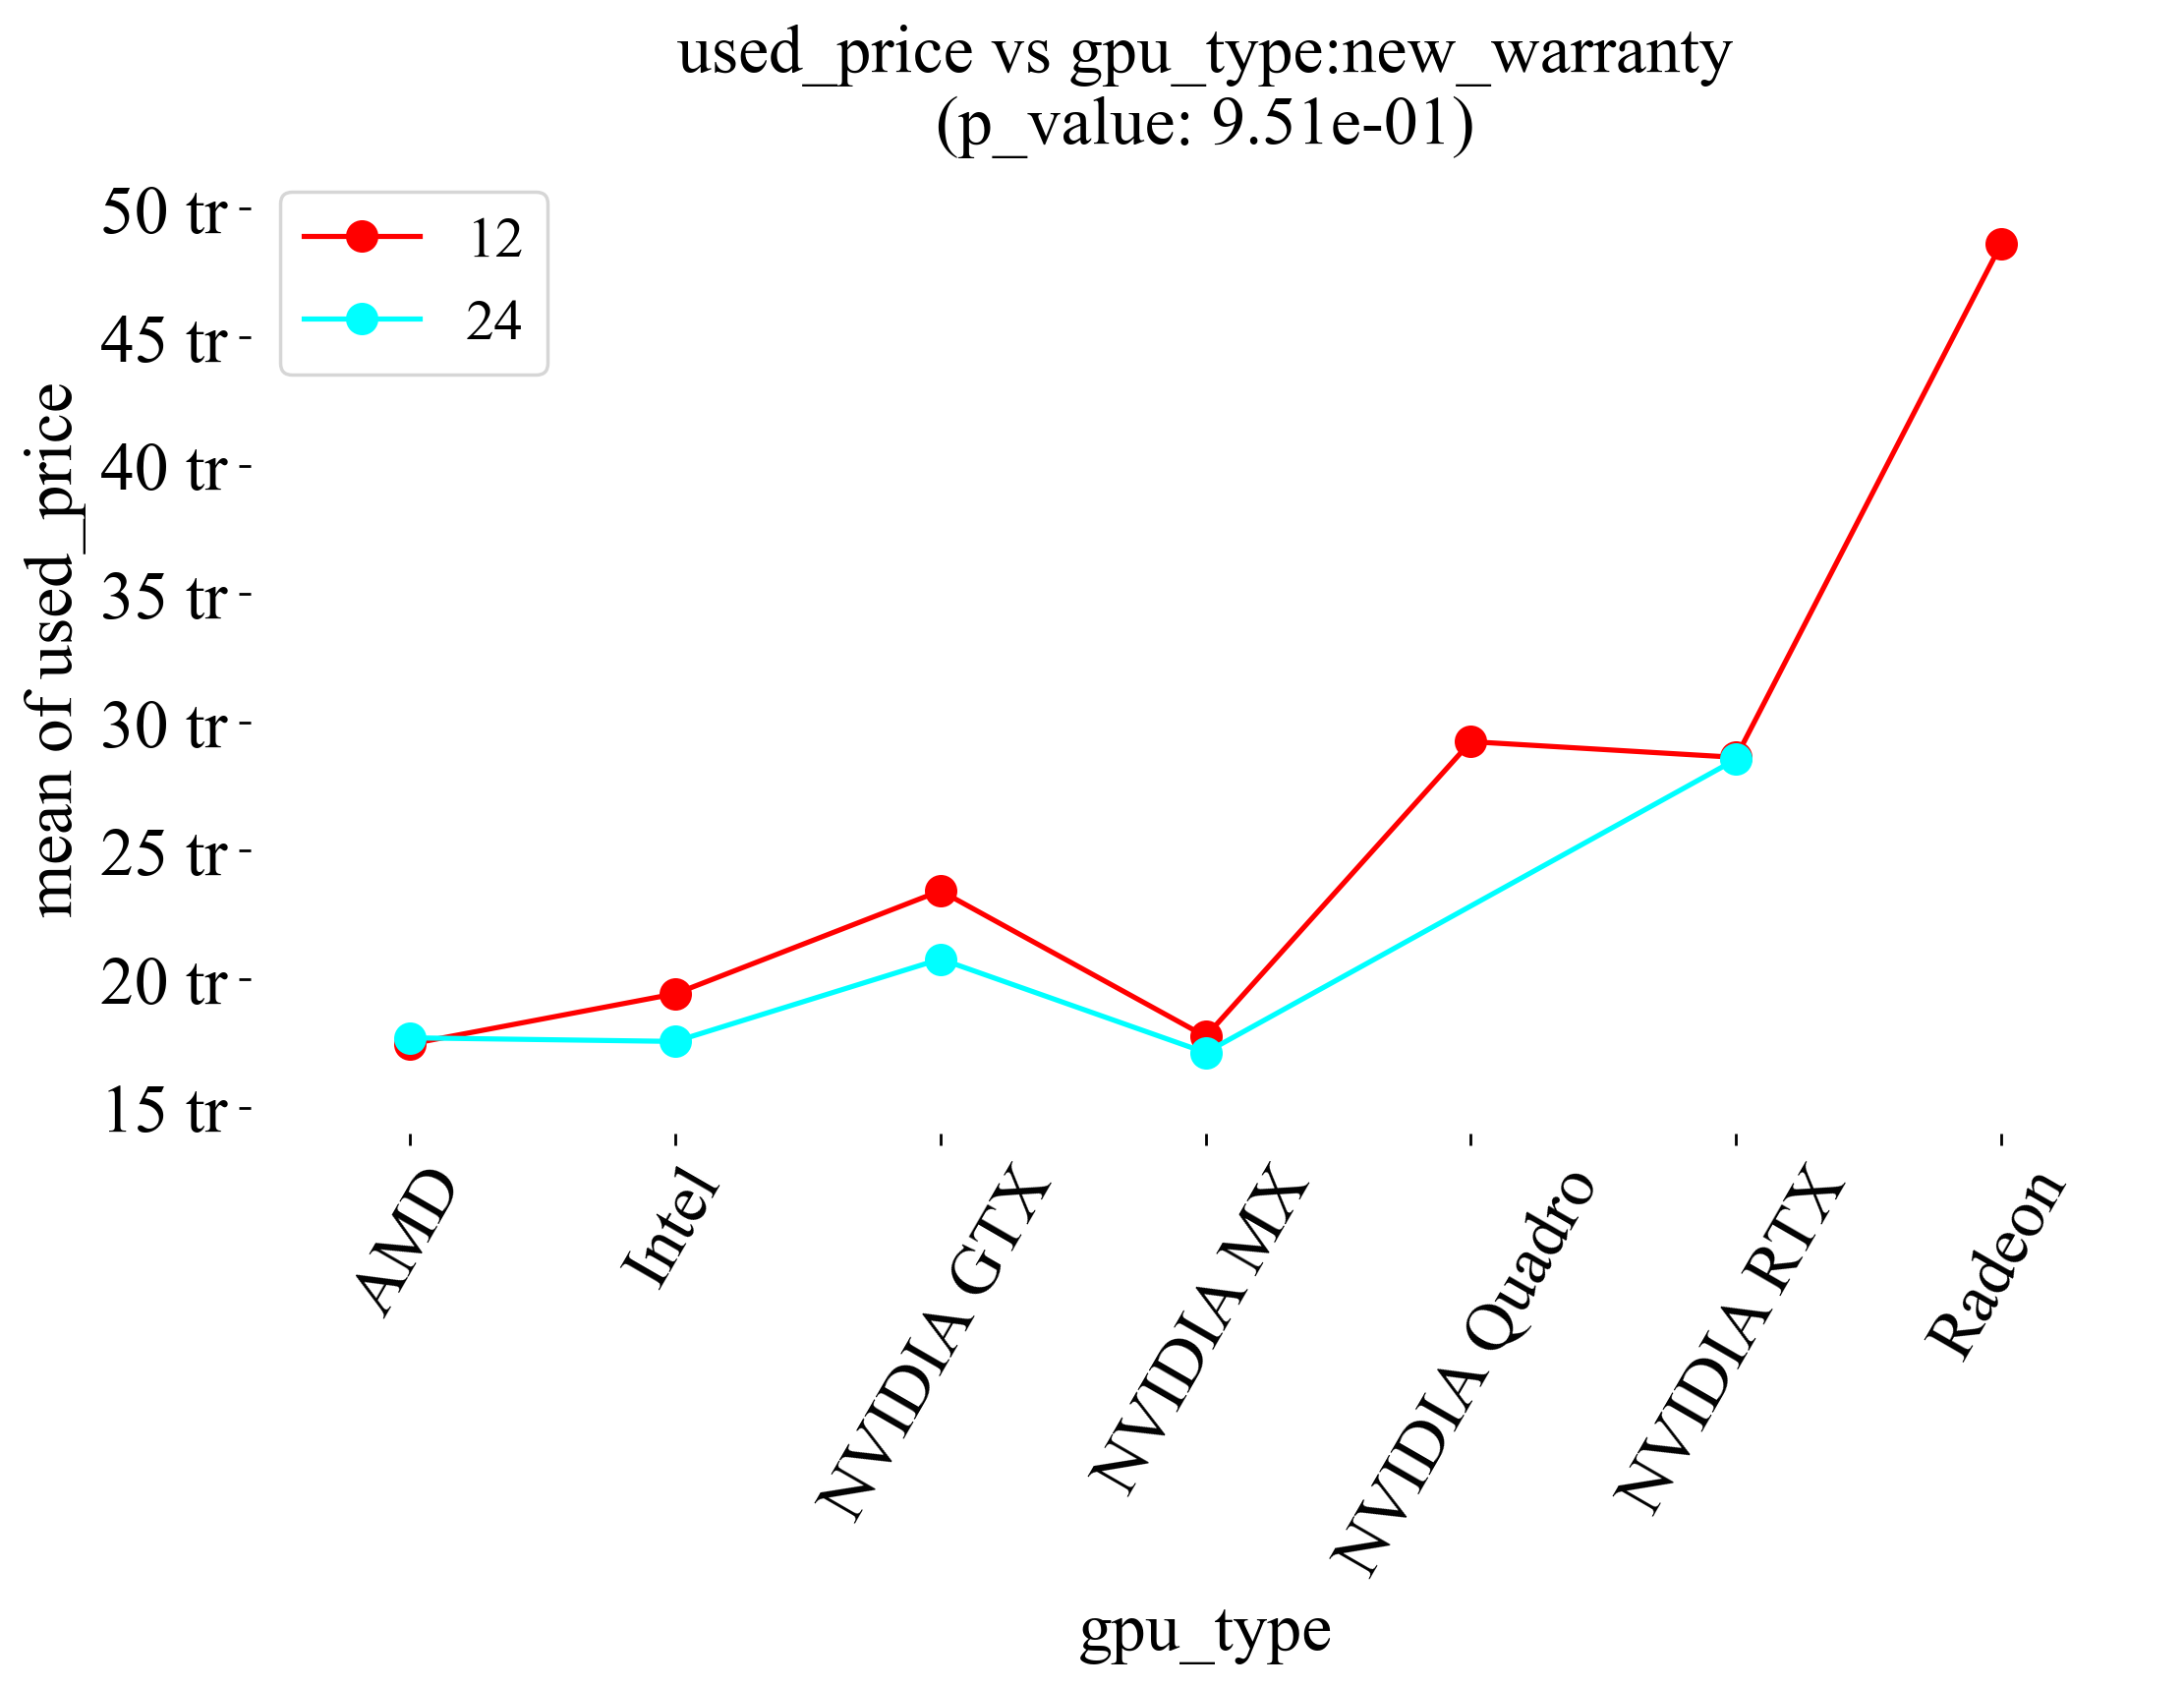 used_price vs gpu_type:new_warranty
(p_value: 9.51e-01)
12
24
mean of used_price
50 tr
45 tr
40 tr
35 tr
30 tr
25 tr
20 tr
15 tr
AMD
Intel
NVIDIA GTX
NVIDIA MX
NVIDIA Quadro
NVIDIA RTX
Radeon
gpu_type